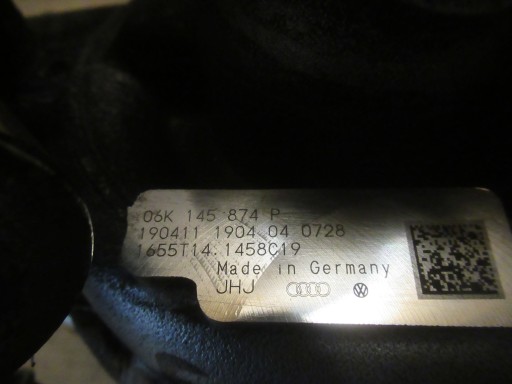 06K 145 874 P
190411 1904 04 0728
1655T14.1458C19
Made in Germany
JHJ